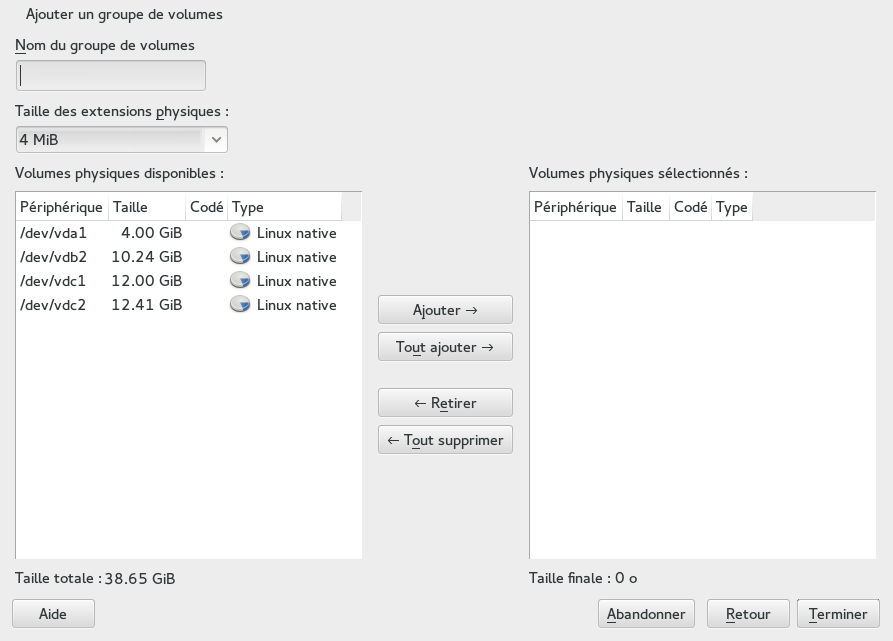 Ajouter un groupe de volumes
Nom du groupe de volumes
Taille des extensions physiques :
4 MiB
Volumes physiques disponibles :
Périphérique Taille Codé Type
/dev/vda1 4.00 GiB Linux native
/dev/vdb2 10.24 GiB Linux native
/dev/vdc1 12.00 GiB Linux native
/dev/vdc2 12.41 GiB Linux native
Taille totale : 38.65 GiB
Ajouter →
Tout ajouter →
← Retirer
← Tout supprimer
Volumes physiques sélectionnés :
Périphérique Taille Codé Type
Taille finale : 0 o
Aide
Abandonner
Retour
Terminer